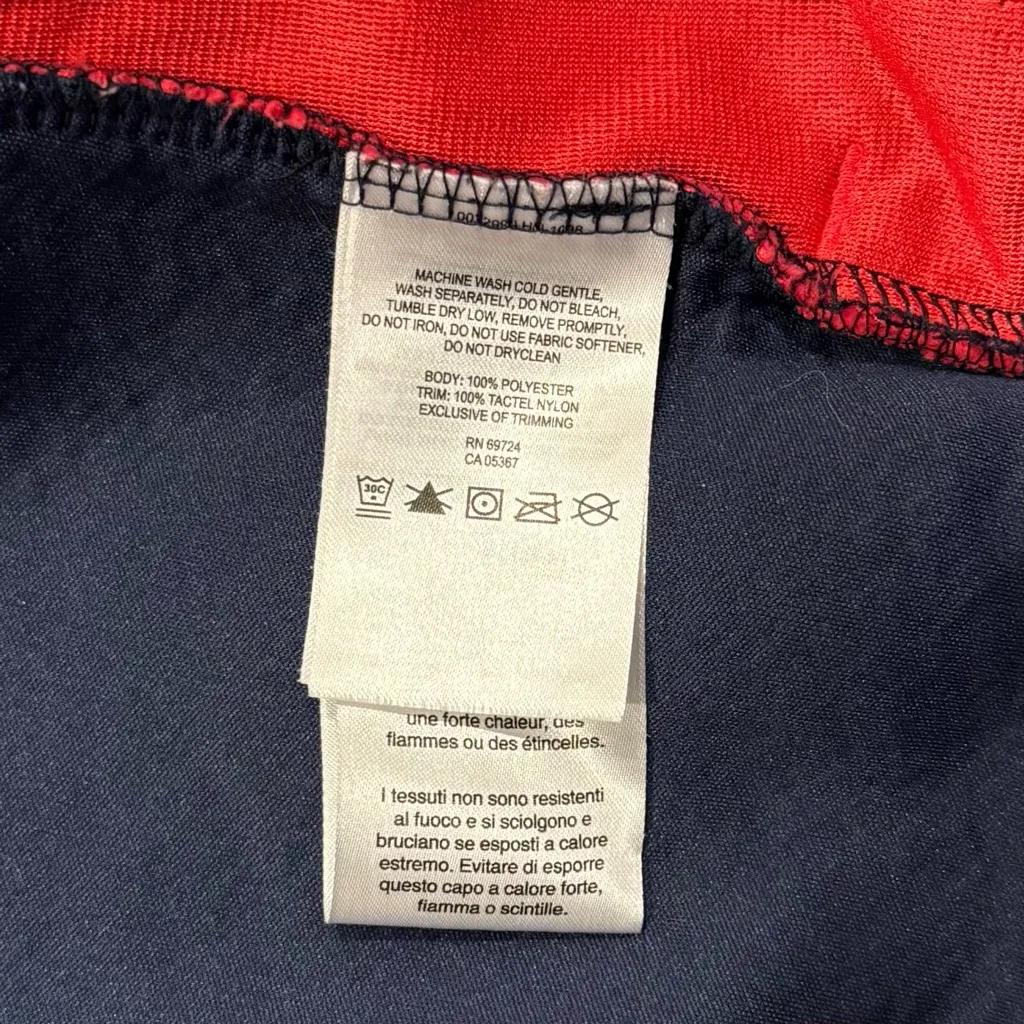 MACHINE WASH COLD GENTLE,
WASH SEPARATELY, DO NOT BLEACH,
TUMBLE DRY LOW, REMOVE PROMPTLY,
DO NOT IRON, DO NOT USE FABRIC SOFTENER,
DO NOT DRYCLEAN
BODY: 100% POLYESTER
TRIM: 100% TACTEL NYLON
EXCLUSIVE OF TRIMMING
RN 69724
CA 05367
30C
une forte chaleur, des
flammes ou des étincelles.
I tessuti non sono resistenti
al fuoco e si sciolgono e
bruciano se esposti a calore
estremo. Evitare di esporre
questo capo a calore forte,
fiamma o scintille.